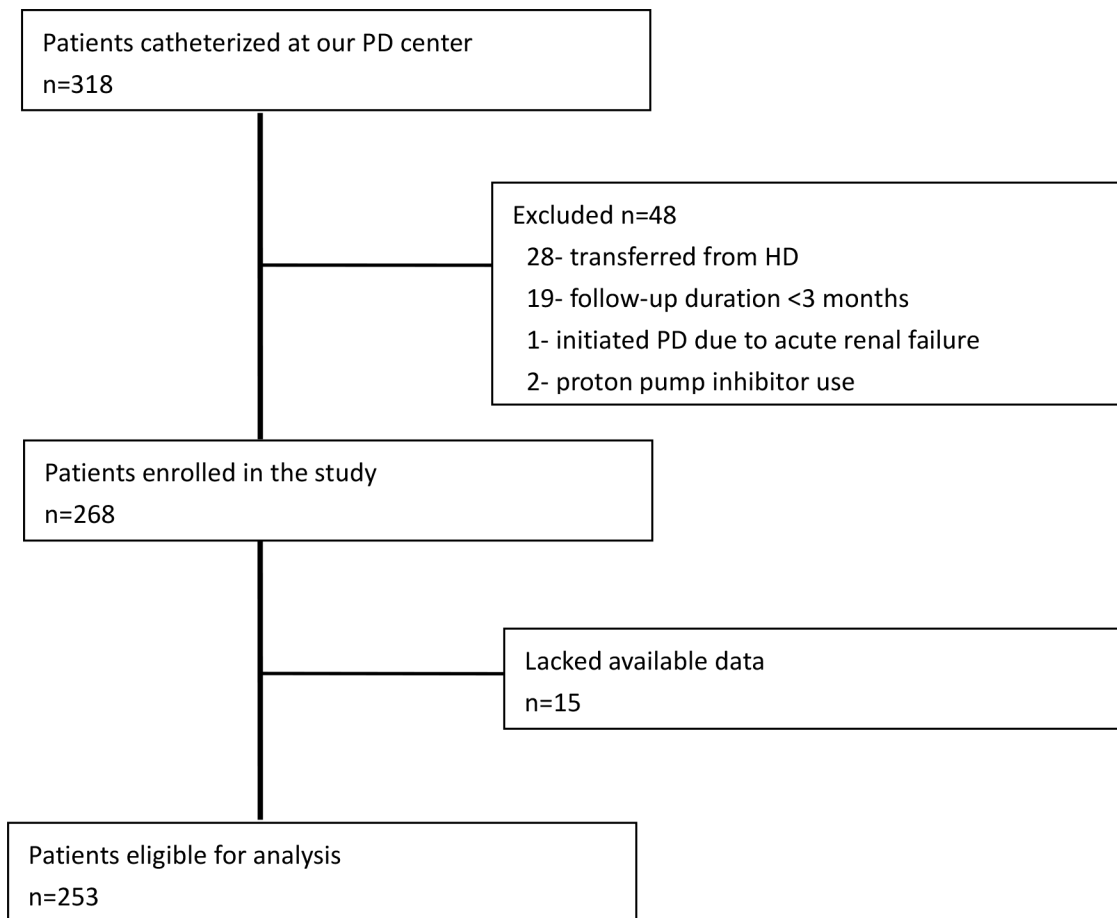 Patients catheterized at our PD center
n=318
Excluded n=48
28- transferred from HD
19- follow-up duration <3 months
1- initiated PD due to acute renal failure
2- proton pump inhibitor use
Patients enrolled in the study
n=268
Lacked available data
n=15
Patients eligible for analysis
n=253